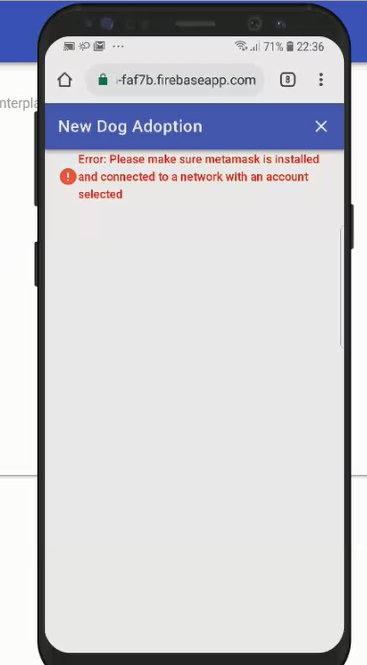 71% 22:36
-faf7b.firebaseapp.com 8
nterpla
New Dog Adoption
Error: Please make sure metamask is installed
and connected to a network with an account
selected